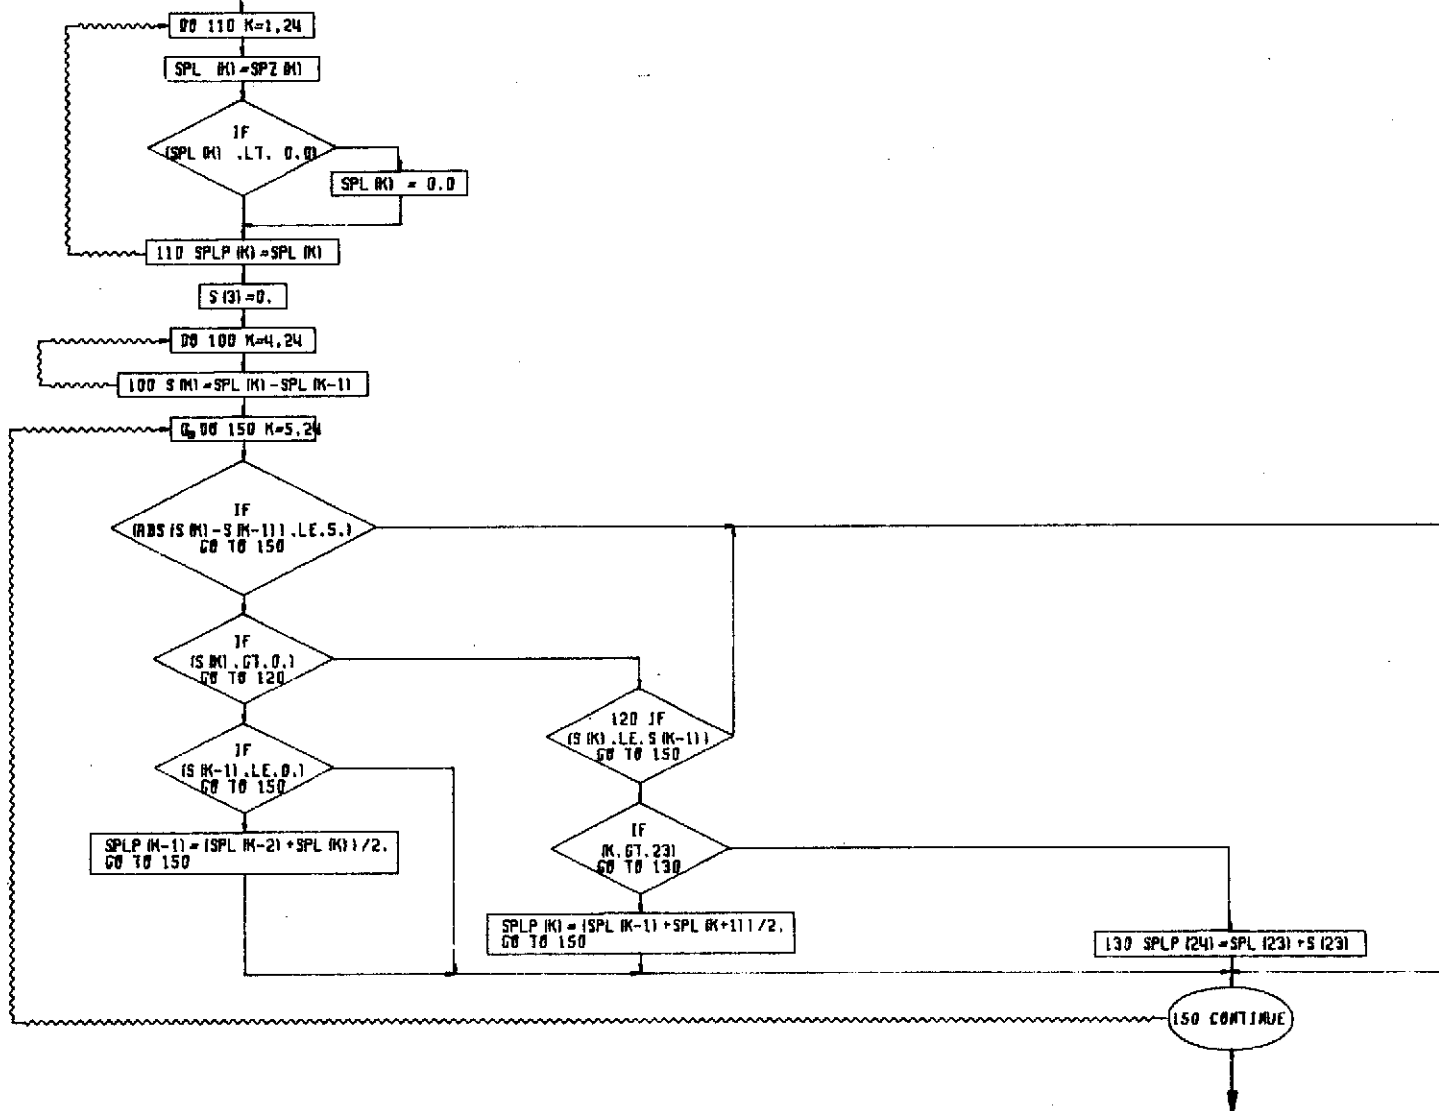 DO 110 K=1,24
SPL (K)=SPZ(K)
IF
(SPL(K) .LT. 0.0)
SPL(K) = 0.0
110 SPLP(K)=SPL(K)
S(3)=0.
DO 100 K=4,24
100 S(K)=SPL(K)-SPL(K-1)
DO 150 K=5,24
IF
(ABS(S(K)-S(K-1)).LE.5.)
GO TO 150
IF
(S(K).GT.0.)
GO TO 120
120 IF
(S(K).LE.S(K-1))
GO TO 150
IF
(S(K-1).LE.0.)
GO TO 150
IF
(K.GT.23)
GO TO 130
SPLP(K-1)=(SPL(K-2)+SPL(K))/2.
GO TO 150
SPLP(K)=(SPL(K-1)+SPL(K+1))/2.
GO TO 150
130 SPLP(24)=SPL(23)+S(23)
150 CONTINUE